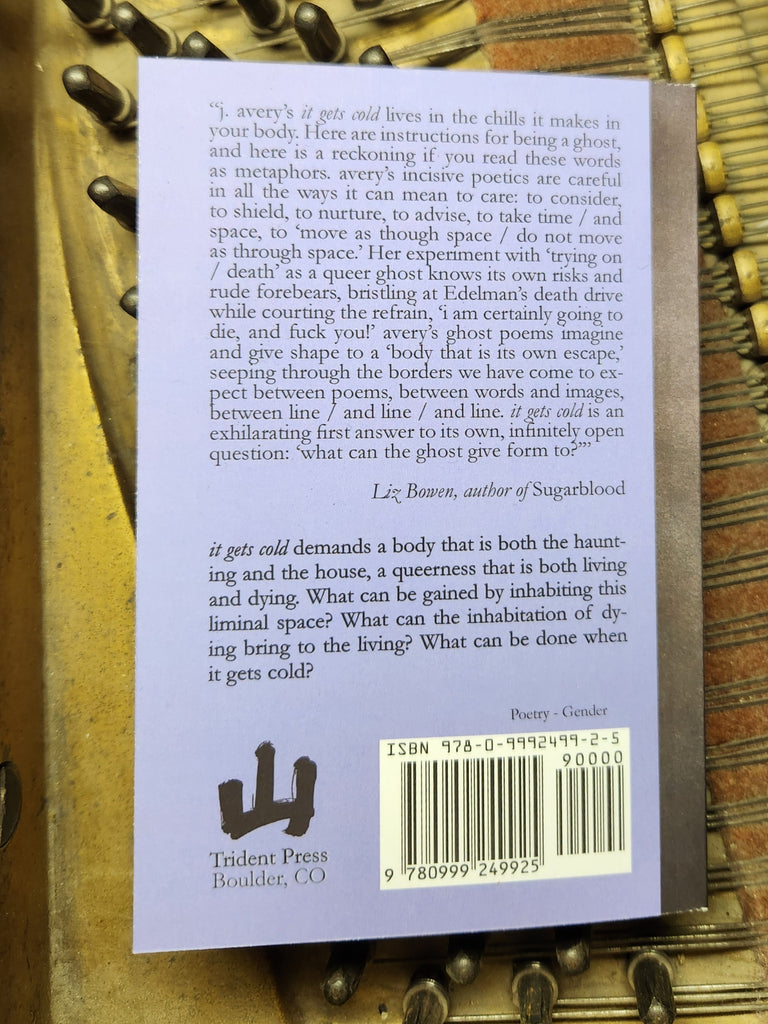 “j. avery’s it gets cold lives in the chills it makes in
your body. Here are instructions for being a ghost,
and here is a reckoning if you read these words
as metaphors. avery’s incisive poetics are careful
in all the ways it can mean to care: to consider,
to shield, to nurture, to advise, to take time / and
space, to ‘move as though space / do not move
as through space.’ Her experiment with ‘trying on
/ death’ as a queer ghost knows its own risks and
rude forebears, bristling at Edelman’s death drive
while courting the refrain, ‘i am certainly going to
die, and fuck you!’ avery’s ghost poems imagine
and give shape to a ‘body that is its own escape,’
seeping through the borders we have come to ex-
pect between poems, between words and images,
between line / and line / and line. it gets cold is an
exhilarating first answer to its own, infinitely open
question: ‘what can the ghost give form to?’”
Liz Bowen, author of Sugarblood
it gets cold demands a body that is both the haunt-
ing and the house, a queerness that is both living
and dying. What can be gained by inhabiting this
liminal space? What can the inhabitation of dy-
ing bring to the living? What can be done when
it gets cold?
Poetry - Gender
ISBN 978-0-9992499-2-5
90000
9 780999 249925
Trident Press
Boulder, CO